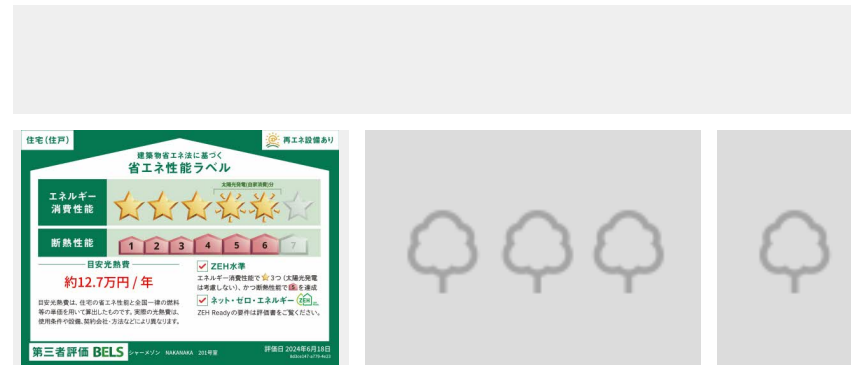 住宅(住戸)
再エネ設備あり
建築物省エネ法に基づく
省エネ性能ラベル
太陽光発電(自家消費)分
エネルギー
消費性能
断熱性能
1 2 3 4 5 6 7
目安光熱費
約12.7万円 / 年
目安光熱費は、住宅の省エネ性能と全国一律の燃料
等の単価を用いて算出したものです。実際の光熱費は、
使用条件や設備、契約会社・方法などにより異なります。
ZEH水準
エネルギー消費性能で3つ(太陽光発電
は考慮しない)、かつ断熱性能で5を達成
ネット・ゼロ・エネルギー ZEH
ZEH Readyの要件は評価書をご覧ください。
第三者評価 BELS
シャーメゾン NAKANAKA 201号室
評価日 2024年6月18日